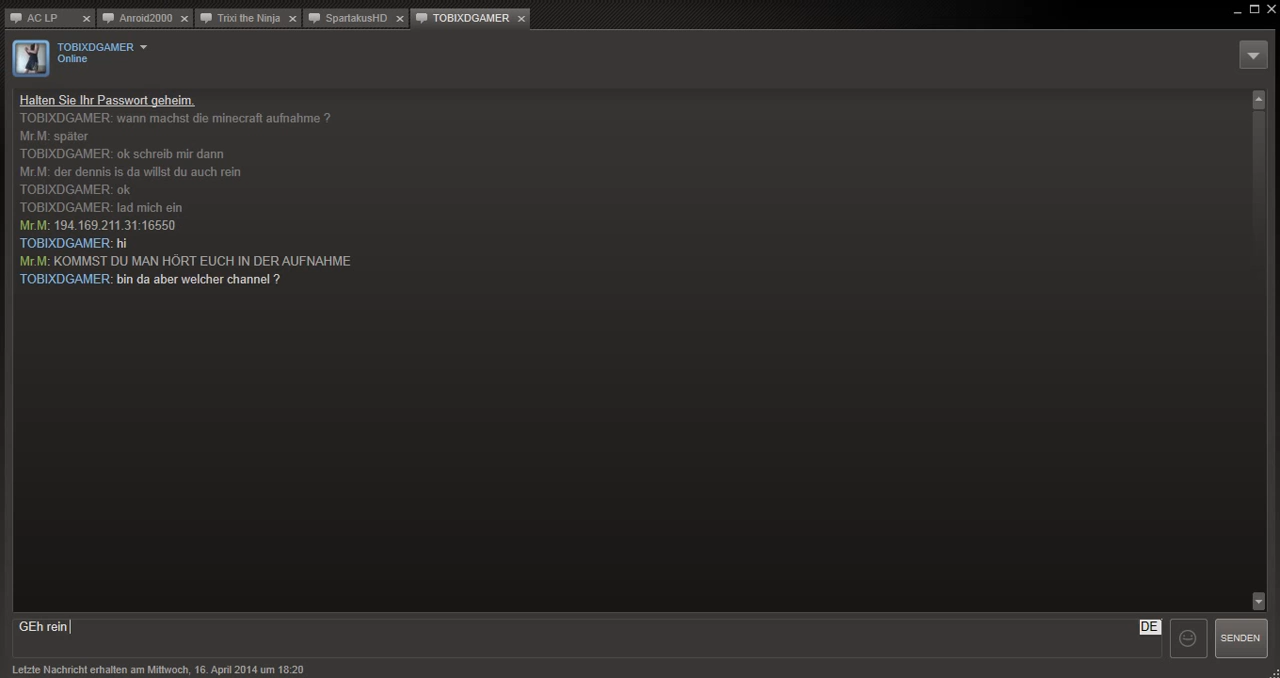 AC LP
Anroid2000
Trixi the Ninja
SpartakusHD
TOBIXDGAMER
TOBIXDGAMER
Online
Halten Sie Ihr Passwort geheim.
TOBIXDGAMER: wann machst die minecraft aufnahme ?
Mr.M: später
TOBIXDGAMER: ok schreib mir dann
Mr.M: der dennis is da willst du auch rein
TOBIXDGAMER: ok
TOBIXDGAMER: lad mich ein
Mr.M: 194.169.211.31:16550
TOBIXDGAMER: hi
Mr.M: KOMMST DU MAN HÖRT EUCH IN DER AUFNAHME
TOBIXDGAMER: bin da aber welcher channel ?
GEh rein
DE
SENDEN
Letzte Nachricht erhalten am Mittwoch, 16. April 2014 um 18:20